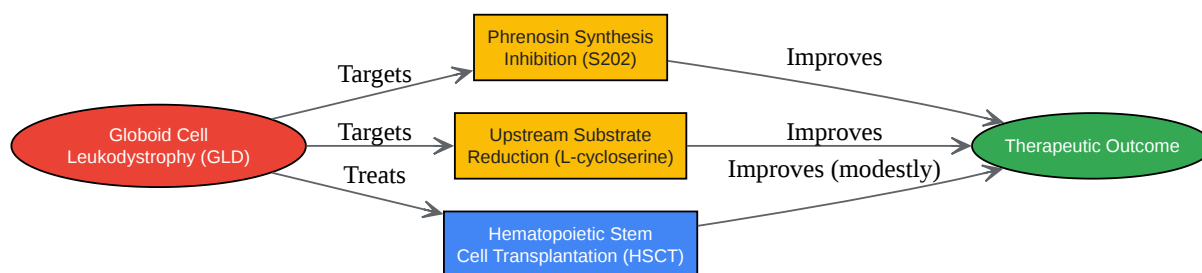 Phrenosin Synthesis
Inhibition (S202)
Targets
Improves
Globoid Cell
Leukodystrophy (GLD)
Targets
Upstream Substrate
Reduction (L-cycloserine)
Improves
Therapeutic Outcome
Treats
Improves (modestly)
Hematopoietic Stem
Cell Transplantation (HSCT)